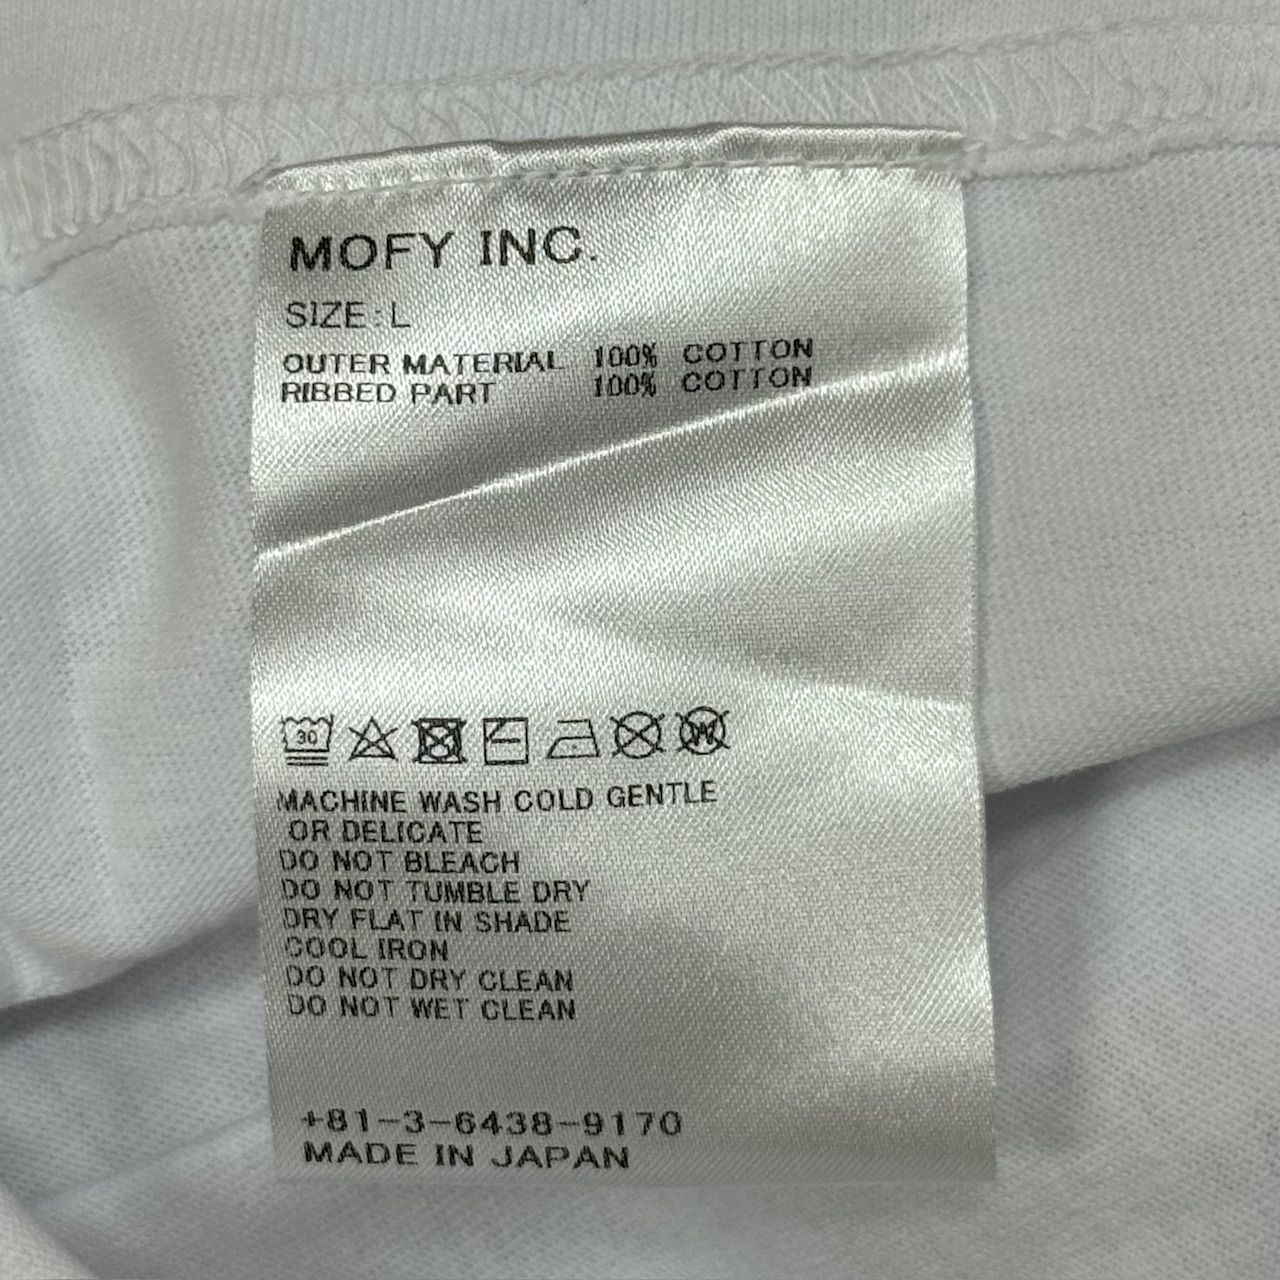 MOFY INC.
SIZE:L
OUTER MATERIAL 100% COTTON
RIBBED PART 100% COTTON
30
W
MACHINE WASH COLD GENTLE
OR DELICATE
DO NOT BLEACH
DO NOT TUMBLE DRY
DRY FLAT IN SHADE
COOL IRON
DO NOT DRY CLEAN
DO NOT WET CLEAN
+81-3-6438-9170
MADE IN JAPAN